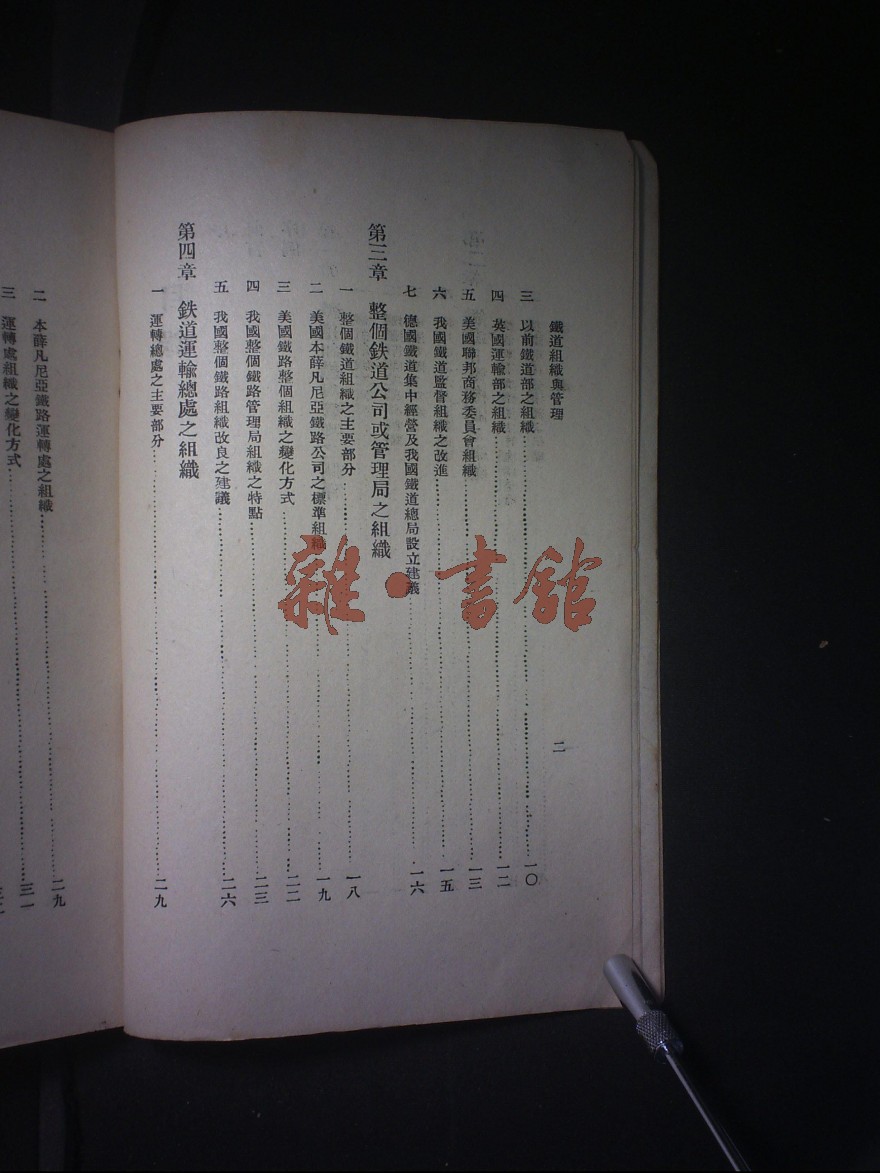 鐵道組織與管理
二
三 以前鐵道部之組織 一〇
四 英國運輸部之組織 一二
五 美國聯邦商務委員會組織 一三
六 我國鐵道監督組織之改進 一五
七 德國鐵道集中經營及我國鐵道總局設立建議 一六
第三章 整個鉄道公司或管理局之組織
一 整個鐵道組織之主要部分 一八
二 美國本薛凡尼亞鐵路公司之標準組織 一九
三 美國鐵路整個組織之變化方式 二二
四 我國整個鐵路管理局組織之特點 二三
五 我國整個鐵路組織改良之建議 二六
第四章 鉄道運輸總處之組織
一 運轉總處之主要部分 二九
二 本薛凡尼亞鐵路運轉處之組織 二九
三 運轉處組織之變化方式 三一
雜·書館